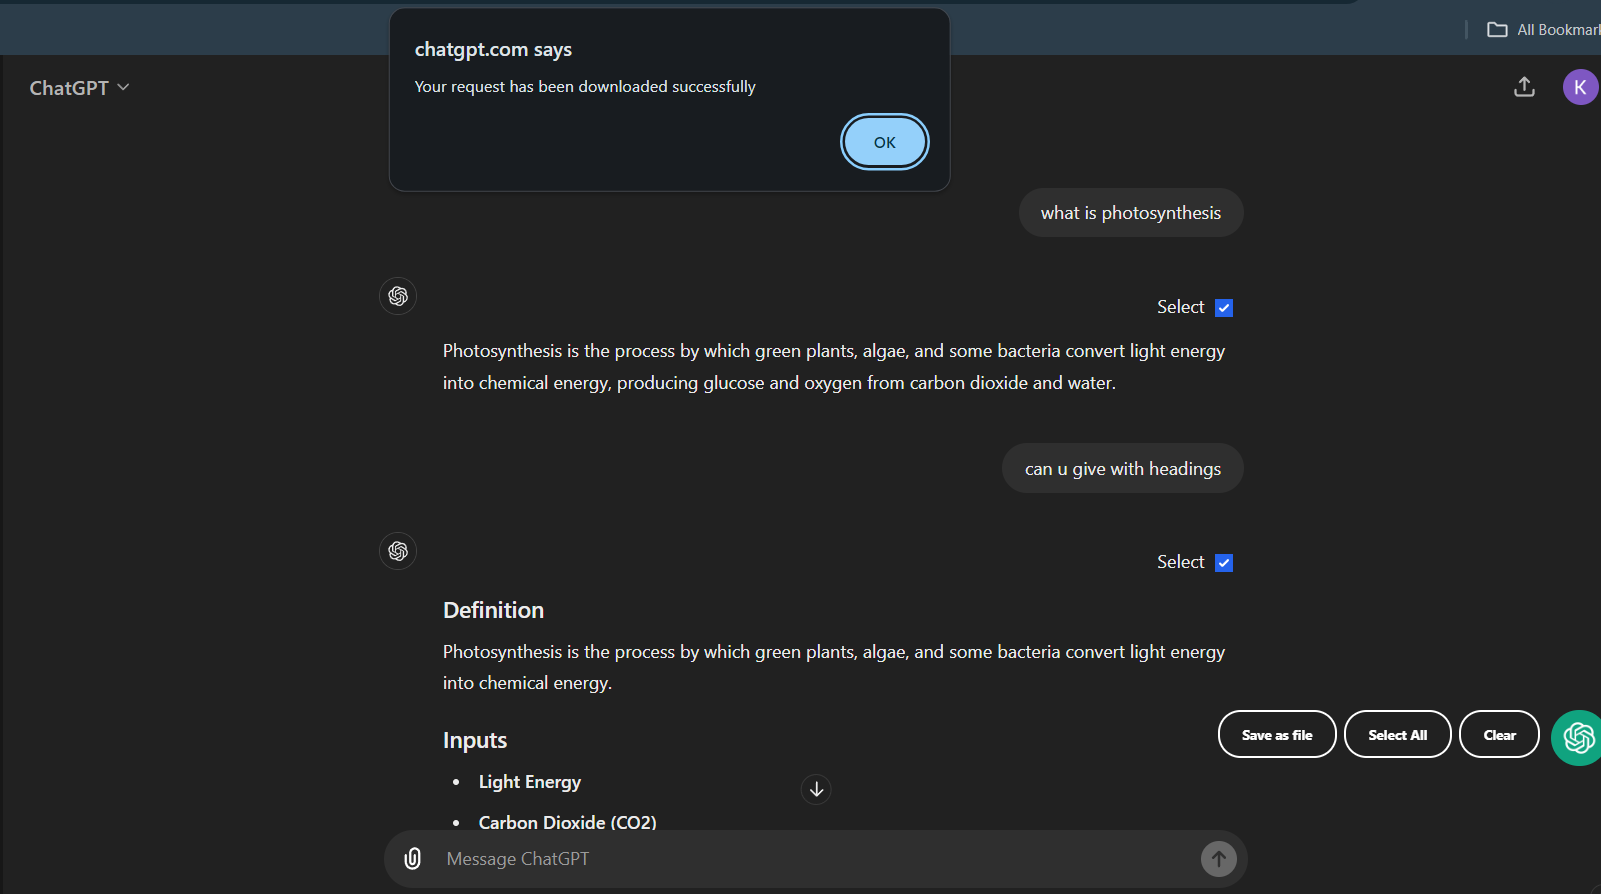 All Bookmar
ChatGPT
chatgpt.com says
Your request has been downloaded successfully
OK
K
what is photosynthesis
Select
Photosynthesis is the process by which green plants, algae, and some bacteria convert light energy
into chemical energy, producing glucose and oxygen from carbon dioxide and water.
can u give with headings
Select
Definition
Photosynthesis is the process by which green plants, algae, and some bacteria convert light energy
into chemical energy.
Inputs
• Light Energy
• Carbon Dioxide (CO2)
Save as file
Select All
Clear
Message ChatGPT